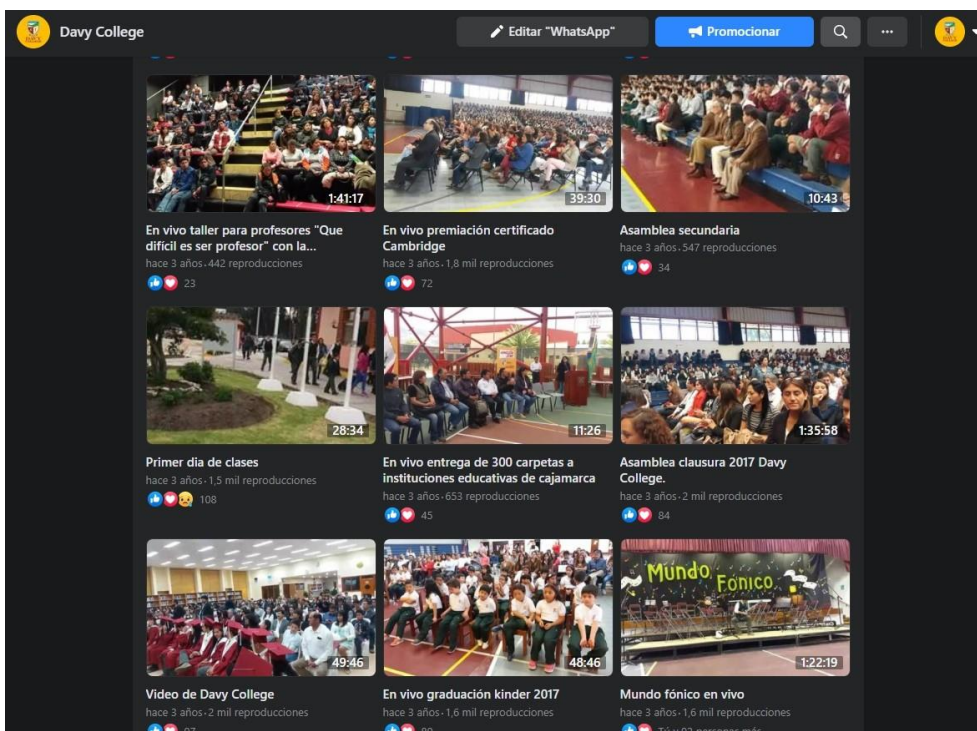 Davy College
Editar "WhatsApp"
Promocionar
1:41:17
39:30
10:43
En vivo taller para profesores "Que
difícil es ser profesor" con la...
hace 3 años · 442 reproducciones
23
En vivo premiación certificado
Cambridge
hace 3 años · 1,8 mil reproducciones
72
Asamblea secundaria
hace 3 años · 547 reproducciones
34
28:34
11:26
1:35:58
Primer dia de clases
hace 3 años · 1,5 mil reproducciones
108
En vivo entrega de 300 carpetas a
instituciones educativas de cajamarca
hace 3 años · 653 reproducciones
45
Asamblea clausura 2017 Davy
College.
hace 3 años · 2 mil reproducciones
84
Mundo Fónico
49:46
48:46
1:22:19
Video de Davy College
hace 3 años · 2 mil reproducciones
En vivo graduación kinder 2017
hace 3 años · 1,6 mil reproducciones
Mundo fónico en vivo
hace 3 años · 1,6 mil reproducciones